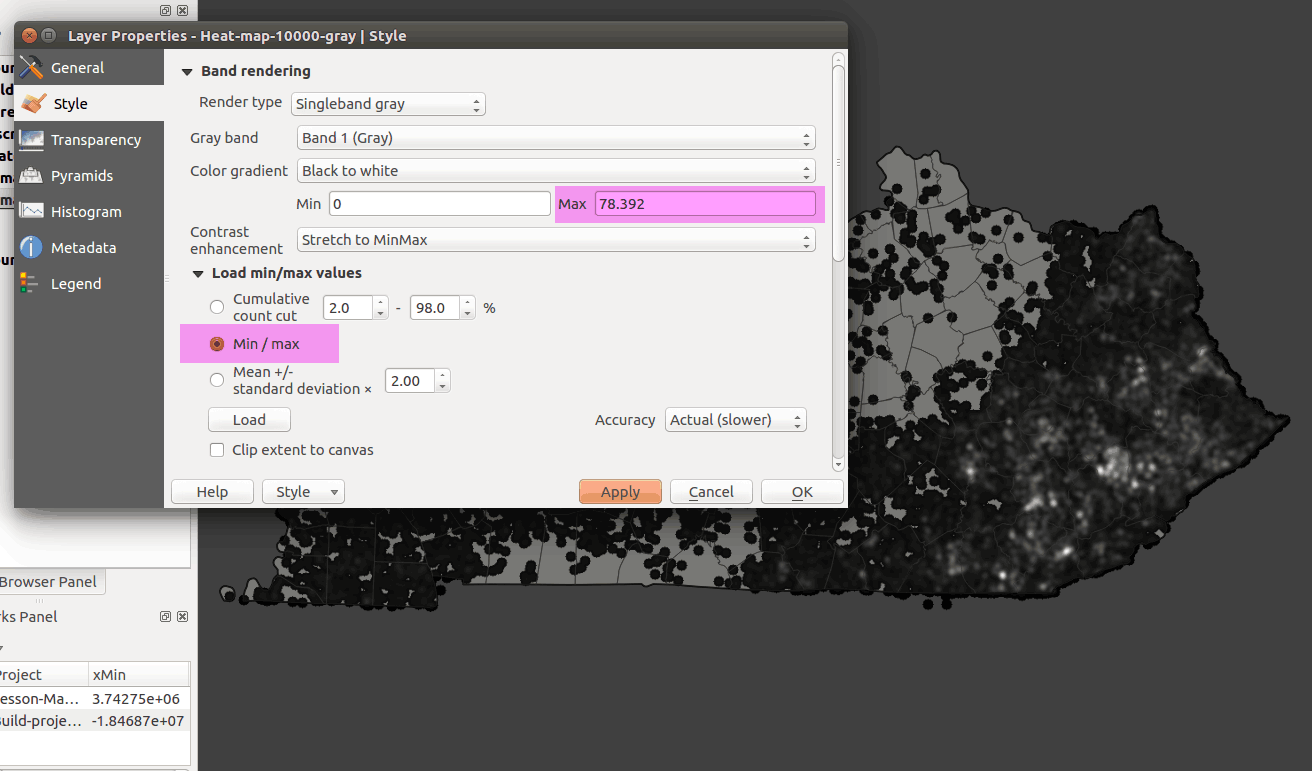 Layer Properties - Heat-map-10000-gray | Style
General
Style
Transparency
Pyramids
Histogram
Metadata
Legend
Band rendering
Render type Singleband gray
Gray band Band 1 (Gray)
Color gradient Black to white
Min 0 Max 78.392
Contrast
enhancement Stretch to MinMax
Load min/max values
Cumulative
count cut 2.0 - 98.0 %
Min / max
Mean +/-
standard deviation × 2.00
Load Accuracy Actual (slower)
Clip extent to canvas
Help Style Apply Cancel OK
Browser Panel
rks Panel
Project xMin
esson-Ma... 3.74275e+06
uild-proje... -1.84687e+07